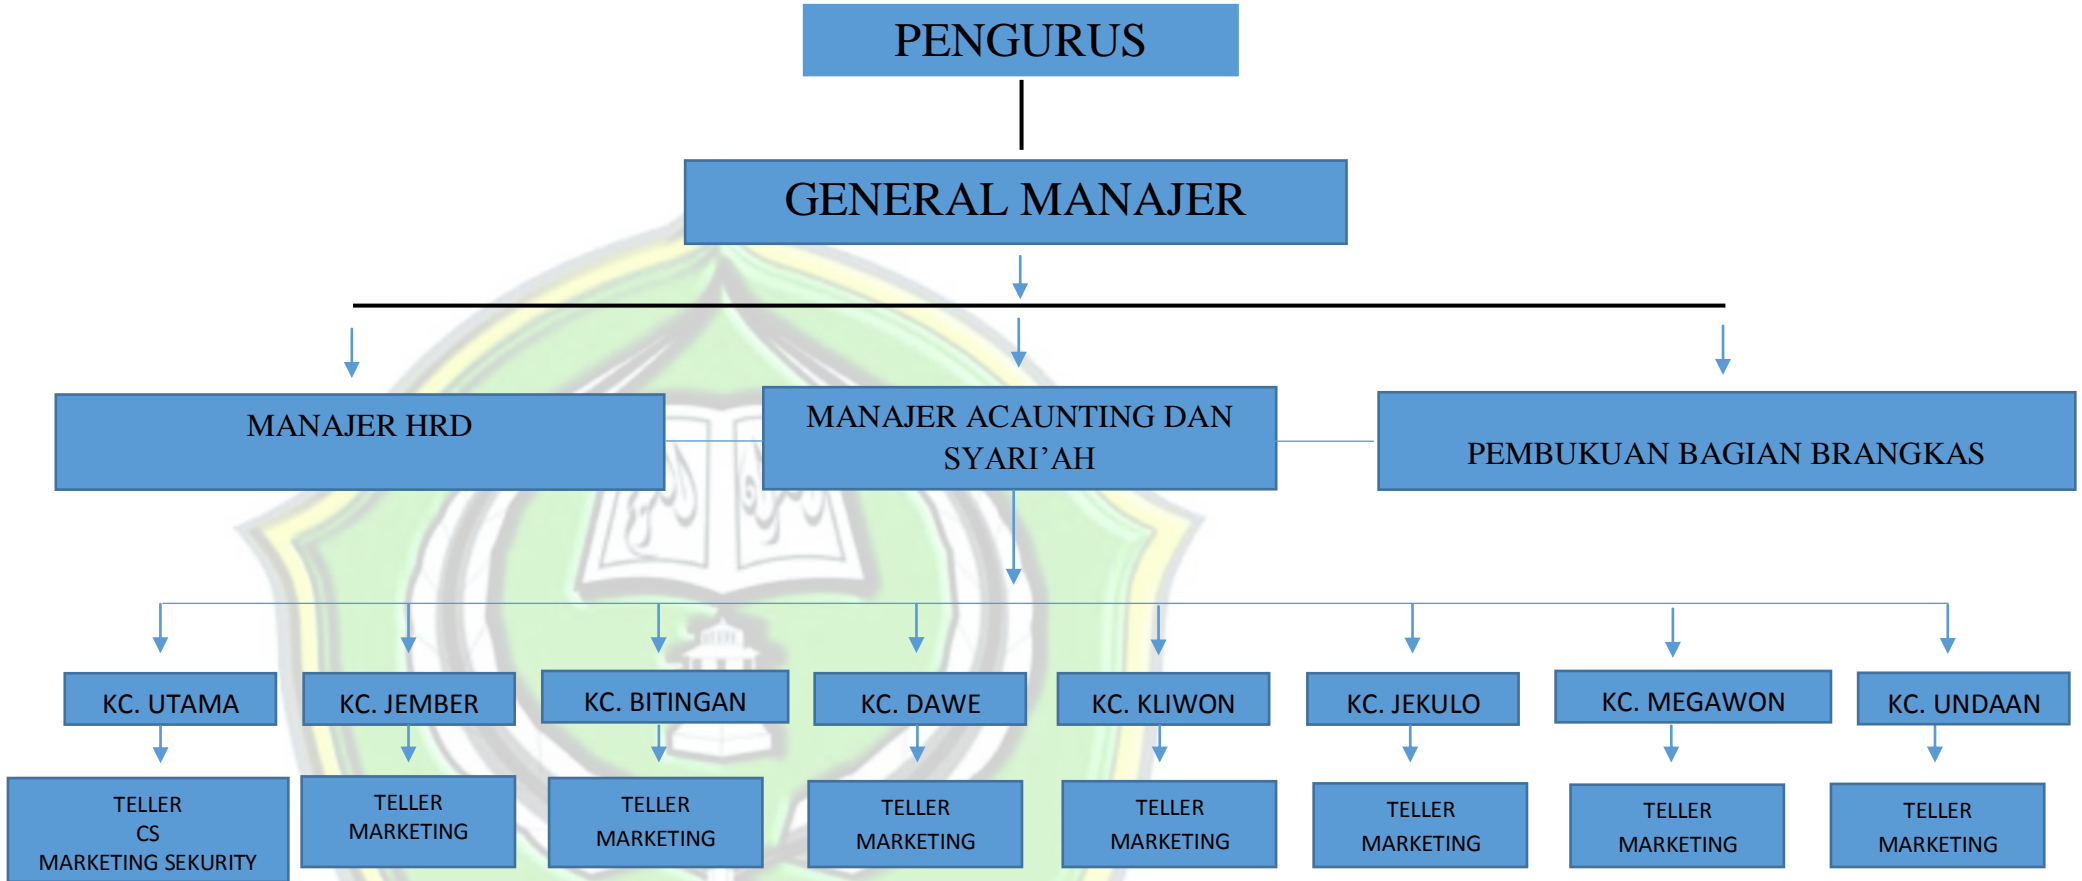 PENGURUS
GENERAL MANAJER
MANAJER HRD
MANAJER ACAUNTING DAN
SYARI’AH
PEMBUKUAN BAGIAN BRANGKAS
KC. UTAMA
KC. JEMBER
KC. BITINGAN
KC. DAWE
KC. KLIWON
KC. JEKULO
KC. MEGAWON
KC. UNDAAN
TELLER
CS
MARKETING SEKURITY
TELLER
MARKETING
TELLER
MARKETING
TELLER
MARKETING
TELLER
MARKETING
TELLER
MARKETING
TELLER
MARKETING
TELLER
MARKETING